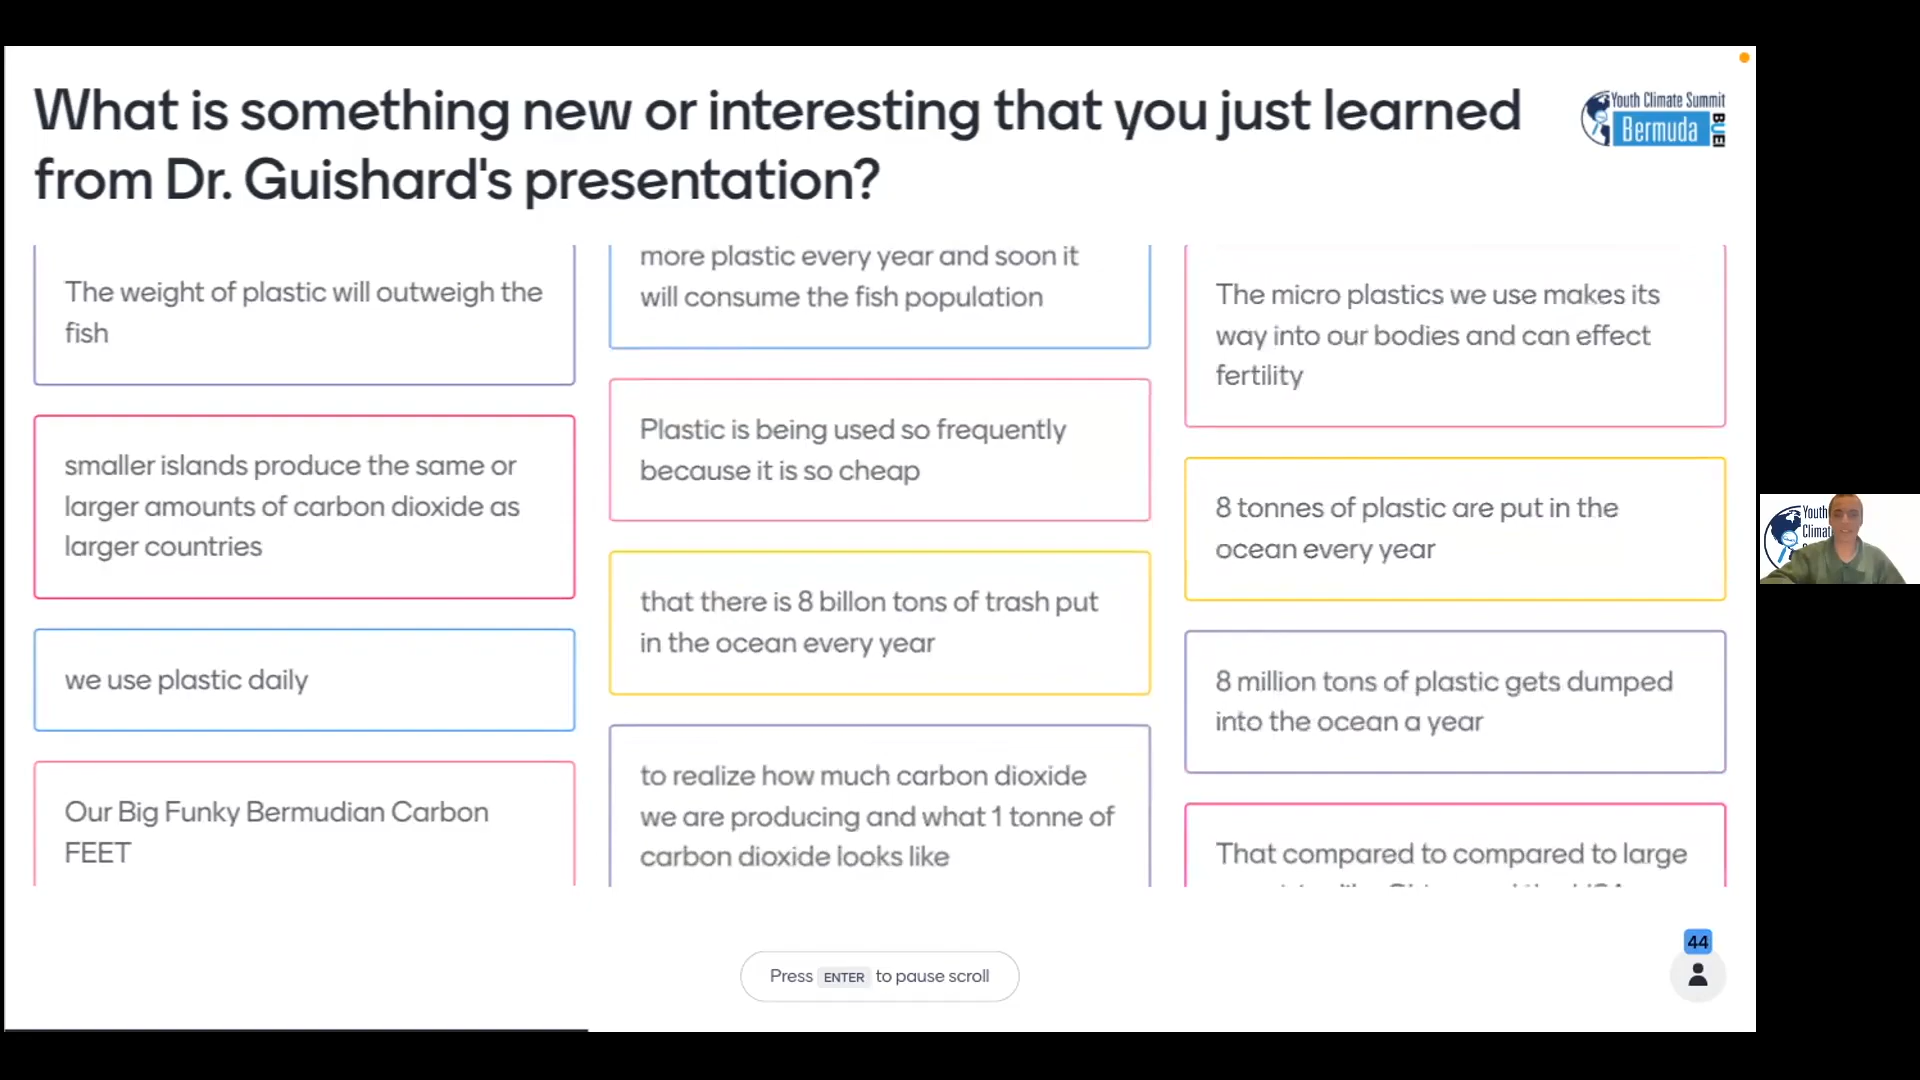 What is something new or interesting that you just learned
from Dr. Guishard's presentation?
Youth Climate Summit
Bermuda
BUEI
The weight of plastic will outweigh the
fish
smaller islands produce the same or
larger amounts of carbon dioxide as
larger countries
we use plastic daily
Our Big Funky Bermudian Carbon
FEET
more plastic every year and soon it
will consume the fish population
Plastic is being used so frequently
because it is so cheap
that there is 8 billon tons of trash put
in the ocean every year
to realize how much carbon dioxide
we are producing and what 1 tonne of
carbon dioxide looks like
The micro plastics we use makes its
way into our bodies and can effect
fertility
8 tonnes of plastic are put in the
ocean every year
8 million tons of plastic gets dumped
into the ocean a year
That compared to compared to large
Press ENTER to pause scroll
44
Youth
Climat